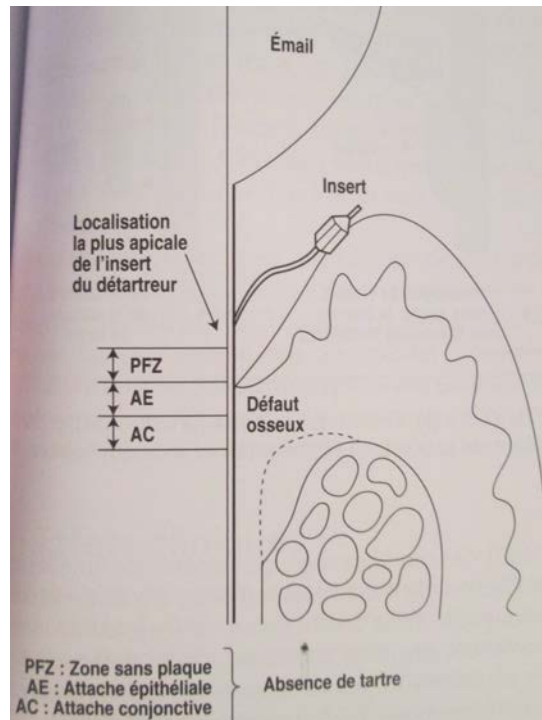 Émail
Insert
Localisation
la plus apicale
de l'insert
du détartreur
PFZ
AE
AC
Défaut
osseux
PFZ : Zone sans plaque
AE : Attache épithéliale
AC : Attache conjonctive
Absence de tartre